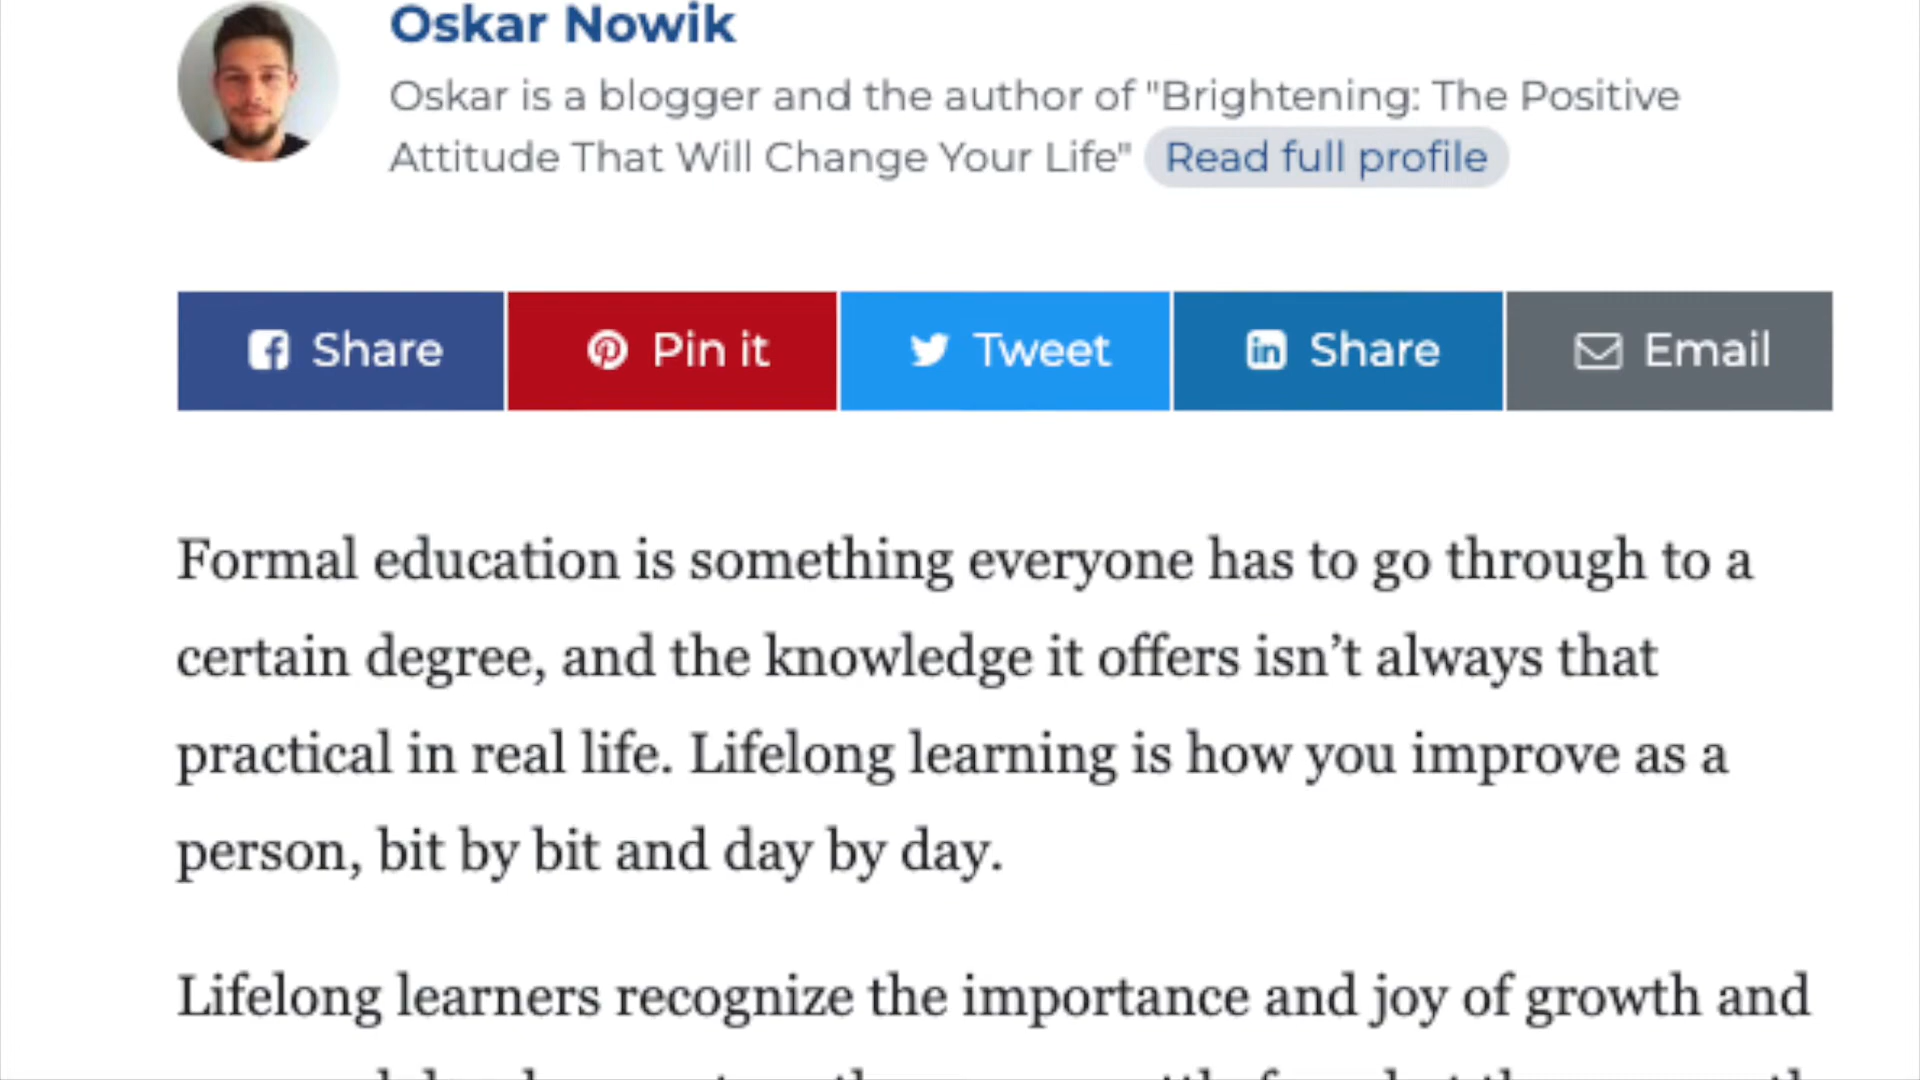 Oskar Nowik
Oskar is a blogger and the author of "Brightening: The Positive
Attitude That Will Change Your Life" Read full profile
Share Pin it Tweet Share Email
Formal education is something everyone has to go through to a
certain degree, and the knowledge it offers isn’t always that
practical in real life. Lifelong learning is how you improve as a
person, bit by bit and day by day.
Lifelong learners recognize the importance and joy of growth and